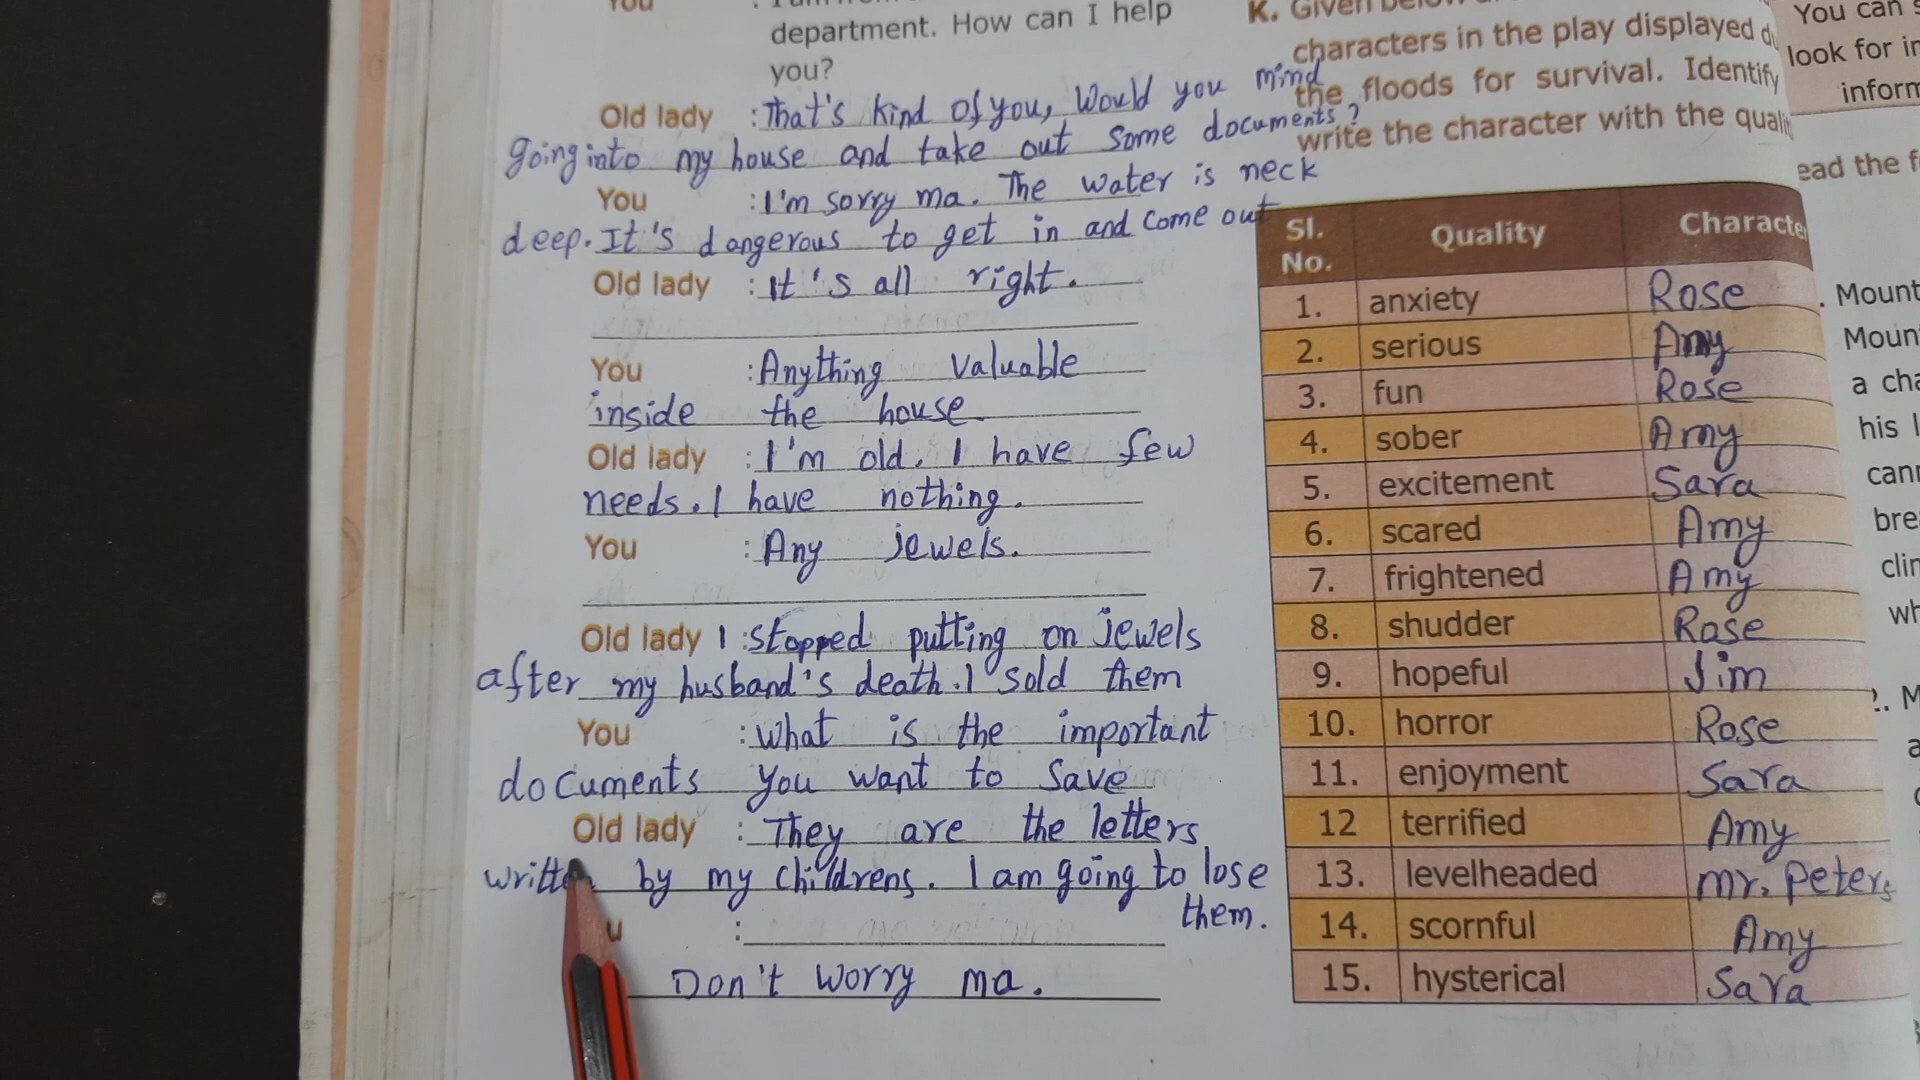 department. How can I help
you?
Old lady : That's kind of you, Would you mind
going into my house and take out some documents?
You : I'm sorry ma. The water is neck
deep. It's dangerous to get in and come out
Old lady : It's all right.
You : Anything valuable
inside the house
Old lady : I'm old. I have few
needs. I have nothing.
You : Any jewels.
Old lady I : stopped putting on jewels
after my husband's death. I sold them
You : What is the important
documents you want to save
Old lady : They are the letters
written by my childrens. I am going to lose
them.
:
Don't worry ma.
K. Given
characters in the play displayed
the floods for survival. Identify
write the character with the
Sl. No. Quality
1. anxiety Rose
2. serious Amy
3. fun Rose
4. sober Amy
5. excitement Sara
6. scared Amy
7. frightened Amy
8. shudder Rose
9. hopeful Jim
10. horror Rose
11. enjoyment Sara
12 terrified Amy
13. levelheaded mr. peters
14. scornful Amy
15. hysterical Sara
You can
look for
inform
ead the
. Mount
Moun
a cha
his